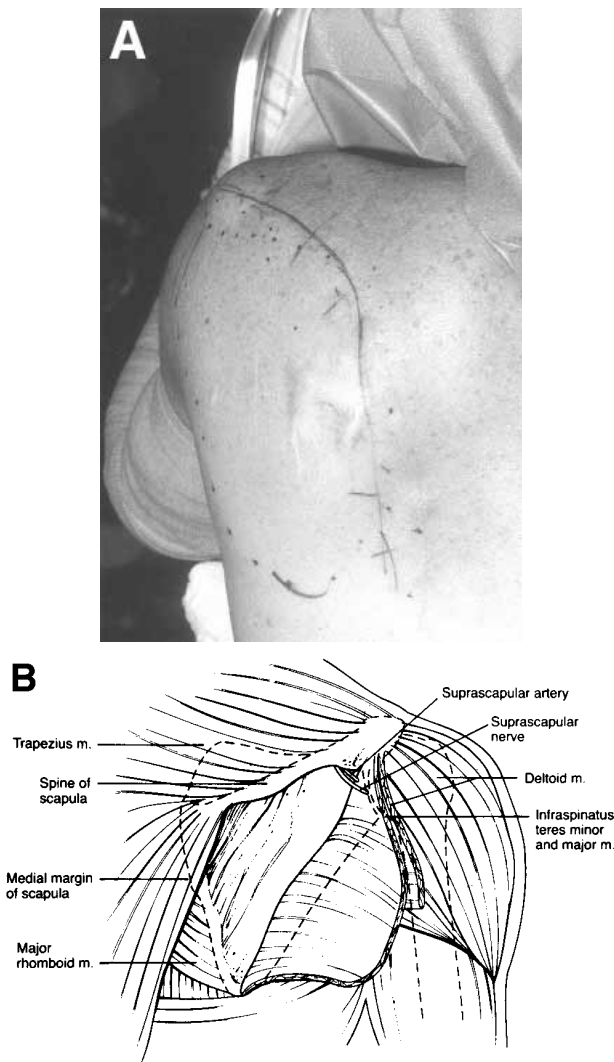 A
B
Suprascapular artery
Suprascapular
nerve
Trapezius m.
Deltoid m.
Spine of
scapula
Infraspinatus
teres minor
and major m.
Medial margin
of scapula
Major
rhomboid m.